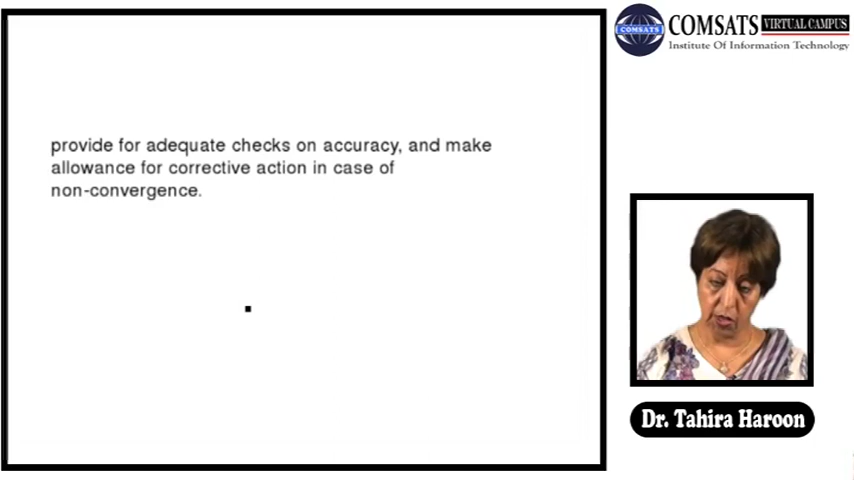 COMSATS VIRTUAL CAMPUS
Institute Of Information Technology
COMSATS
provide for adequate checks on accuracy, and make
allowance for corrective action in case of
non-convergence.
Dr. Tahira Haroon